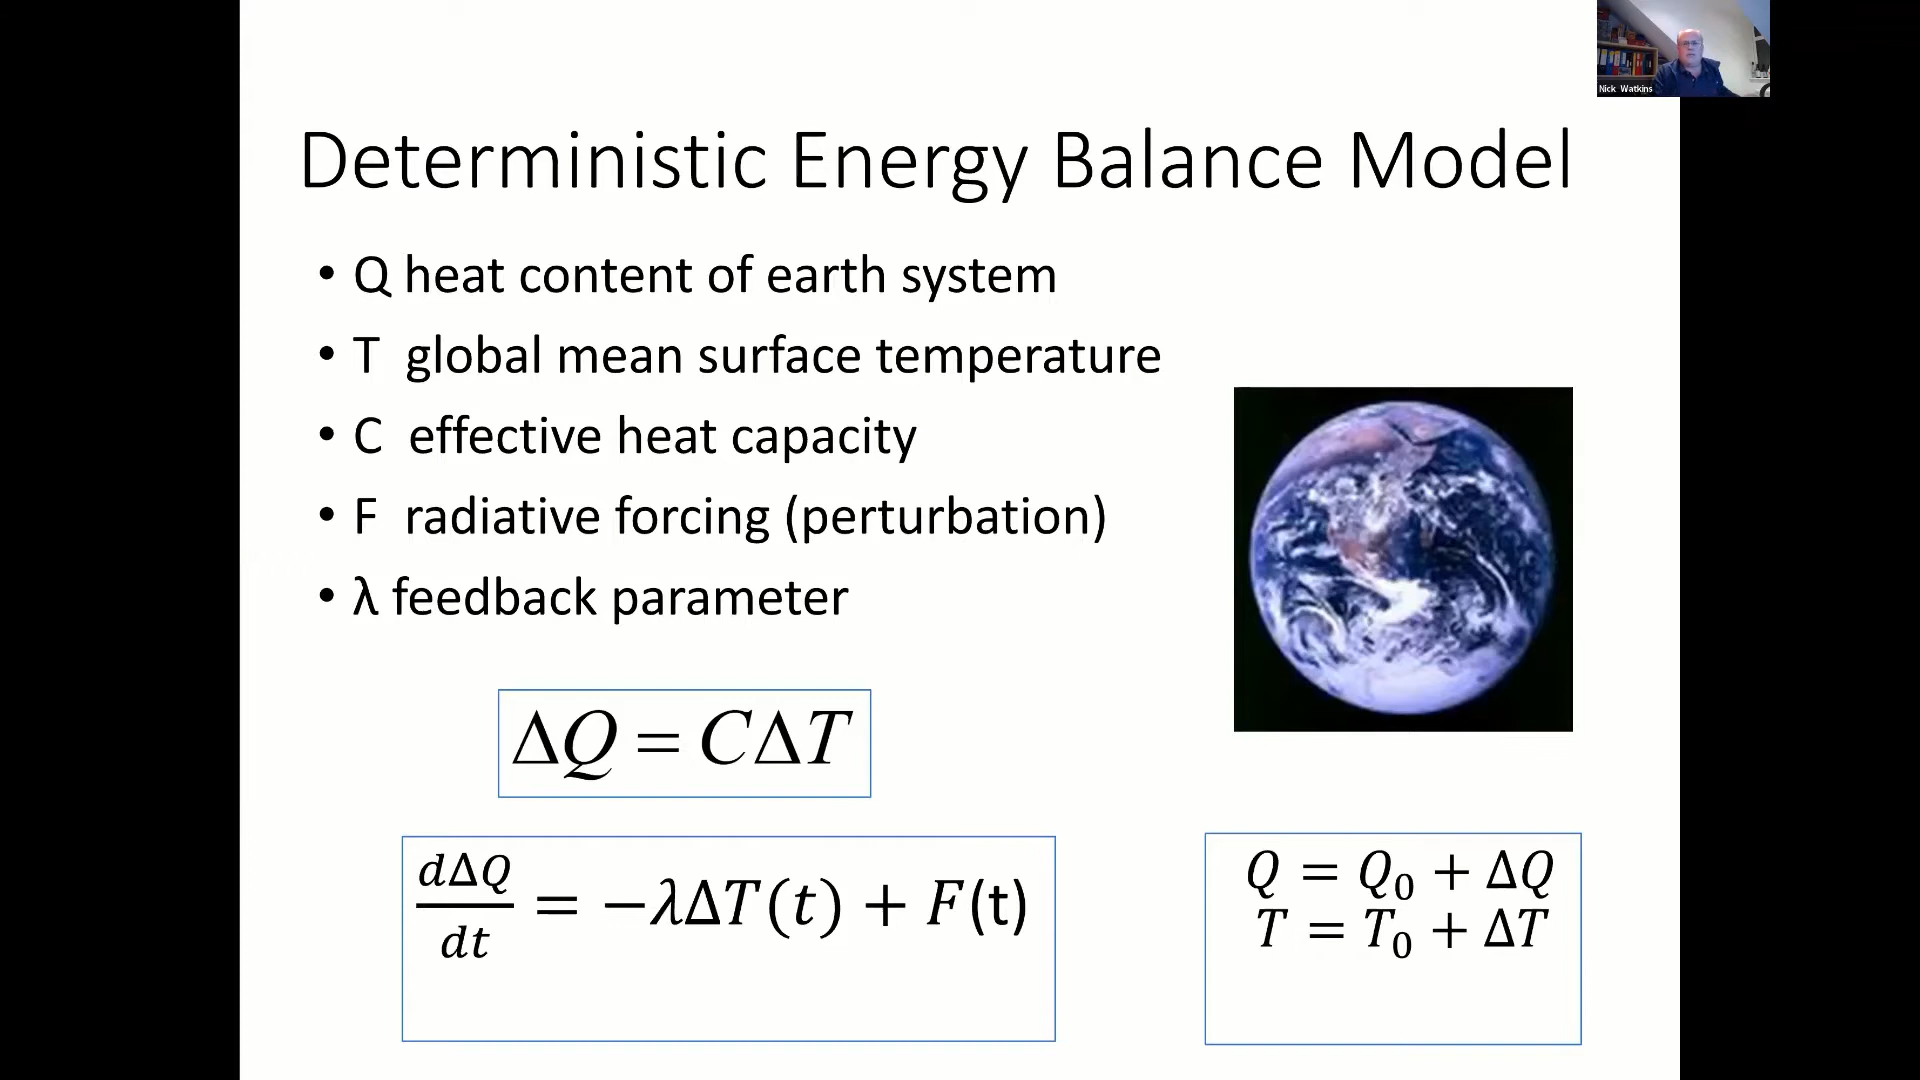 Nick Watkins
Deterministic Energy Balance Model
• Q heat content of earth system
• T global mean surface temperature
• C effective heat capacity
• F radiative forcing (perturbation)
• λ feedback parameter
ΔQ = CΔT
dΔQ/dt = −λΔT(t) + F(t)
Q = Q₀ + ΔQ
T = T₀ + ΔT